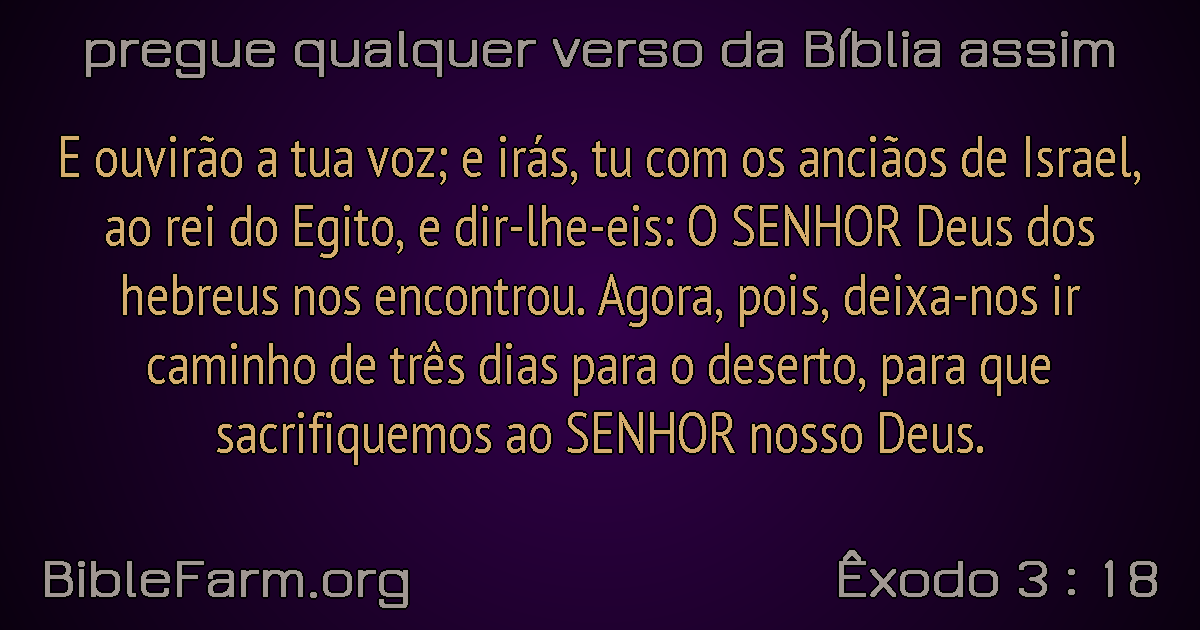 pregue qualquer verso da Bíblia assim
E ouvirão a tua voz; e irás, tu com os anciãos de Israel,
ao rei do Egito, e dir-lhe-eis: O SENHOR Deus dos
hebreus nos encontrou. Agora, pois, deixa-nos ir
caminho de três dias para o deserto, para que
sacrifiquemos ao SENHOR nosso Deus.
BibleFarm.org
Êxodo 3 : 18